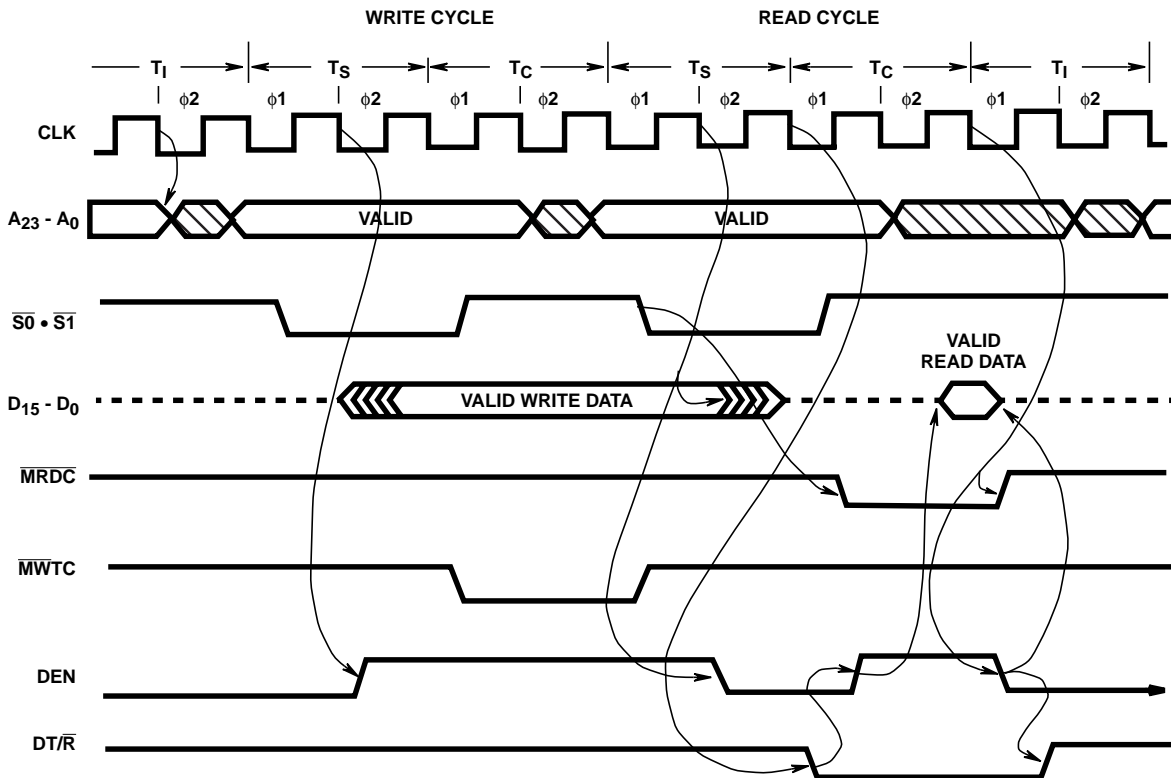 WRITE CYCLE READ CYCLE
TI TS TC TS TC TI
ϕ2 ϕ1 ϕ2 ϕ1 ϕ2 ϕ1 ϕ2 ϕ1 ϕ2 ϕ1 ϕ2
CLK
A23 - A0 VALID VALID
S0 • S1
VALID
READ DATA
D15 - D0 VALID WRITE DATA
MRDC
MWTC
DEN
DT/R